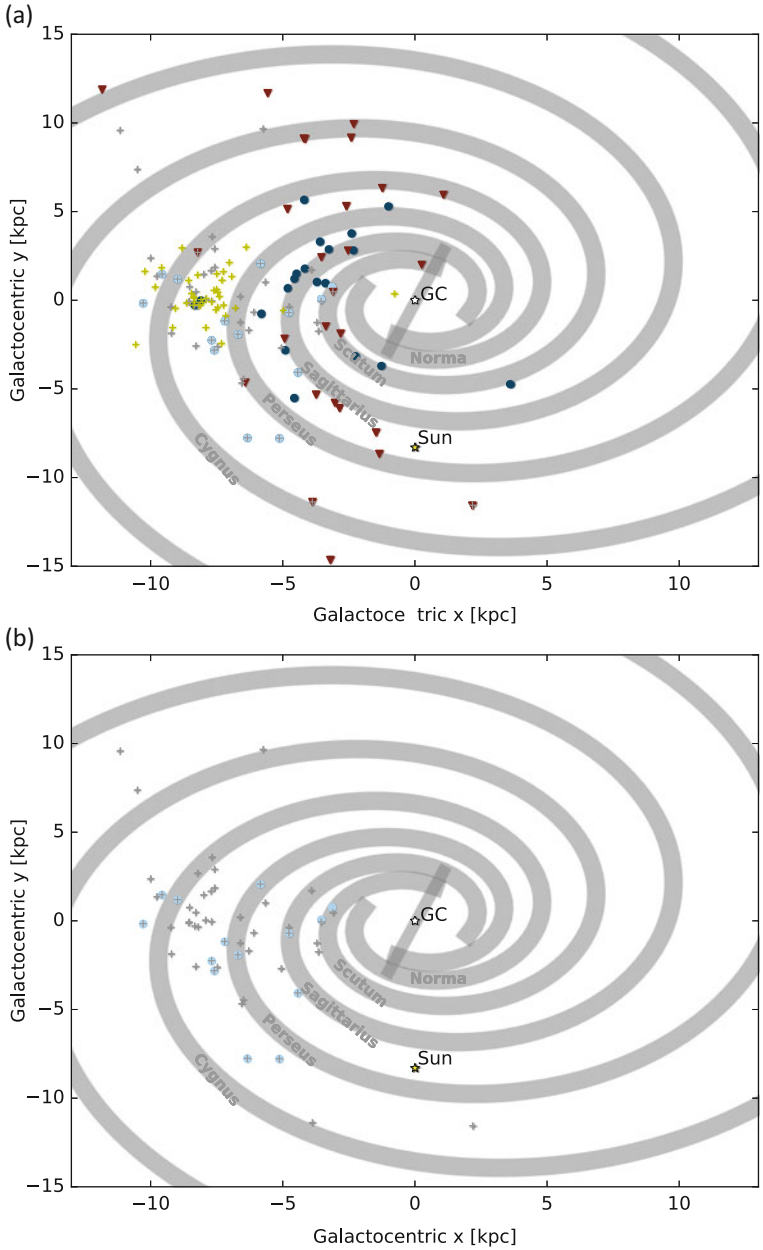 (a)
15
10
5
0
−5
−10
−15
Galactocentric y [kpc]
GC
Norma
Scutum
Sagittarius
Perseus
Cygnus
Sun
−10
−5
0
5
10
Galactoce tric x [kpc]
(b)
15
10
5
0
−5
−10
−15
Galactocentric y [kpc]
GC
Norma
Scutum
Sagittarius
Perseus
Cygnus
Sun
−10
−5
0
5
10
Galactocentric x [kpc]